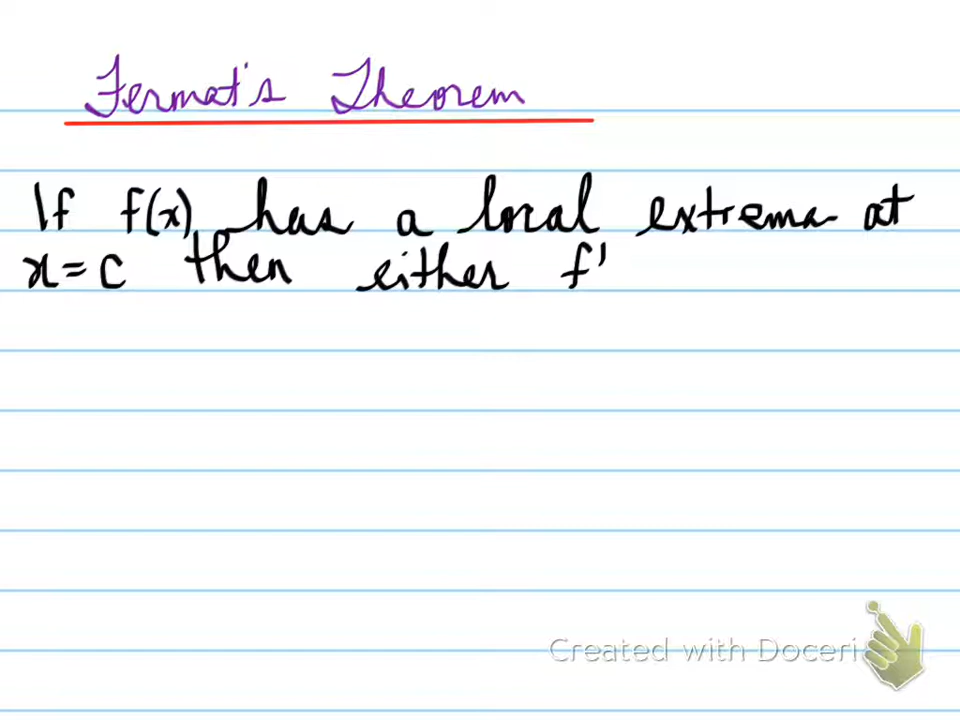 Fermat's Theorem
If f(x) has a local extrema at
x = c then either f'
Created with Doceri